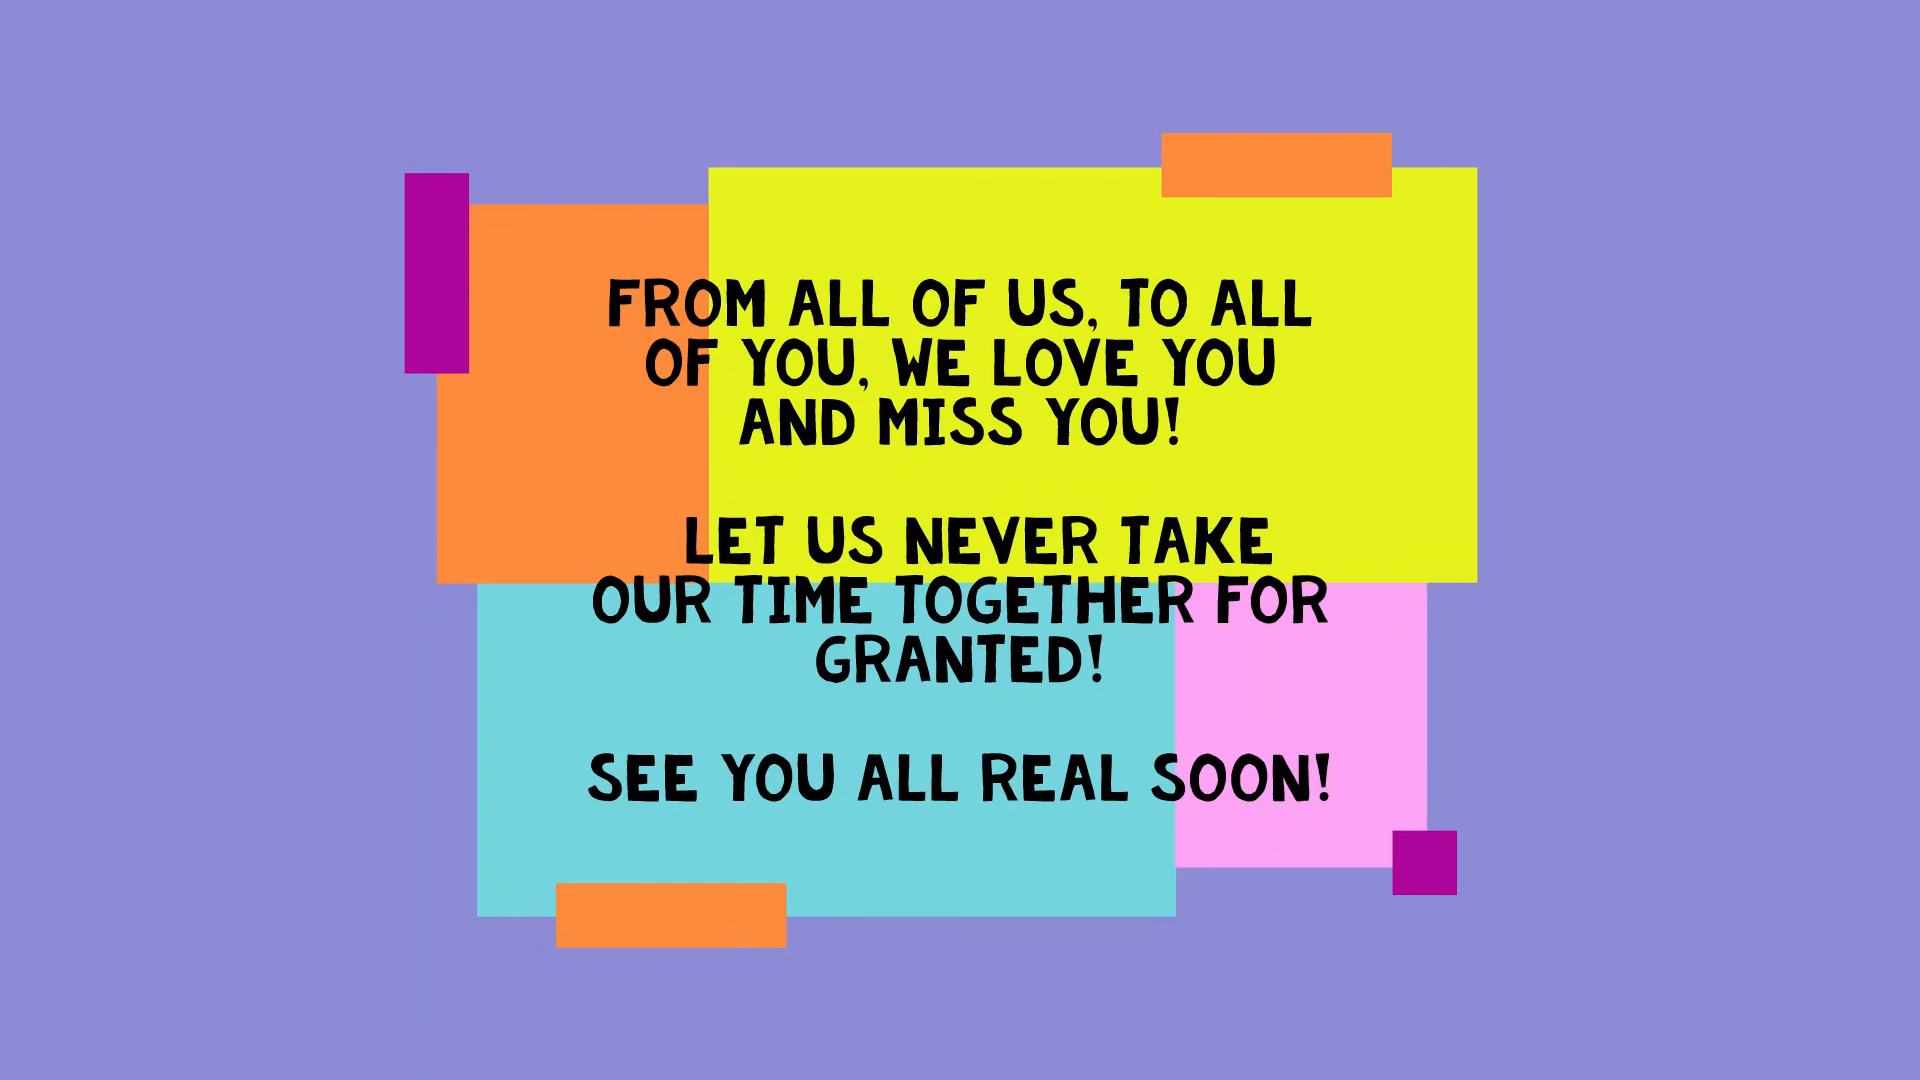 FROM ALL OF US, TO ALL
OF YOU, WE LOVE YOU
AND MISS YOU!
LET US NEVER TAKE
OUR TIME TOGETHER FOR
GRANTED!
SEE YOU ALL REAL SOON!